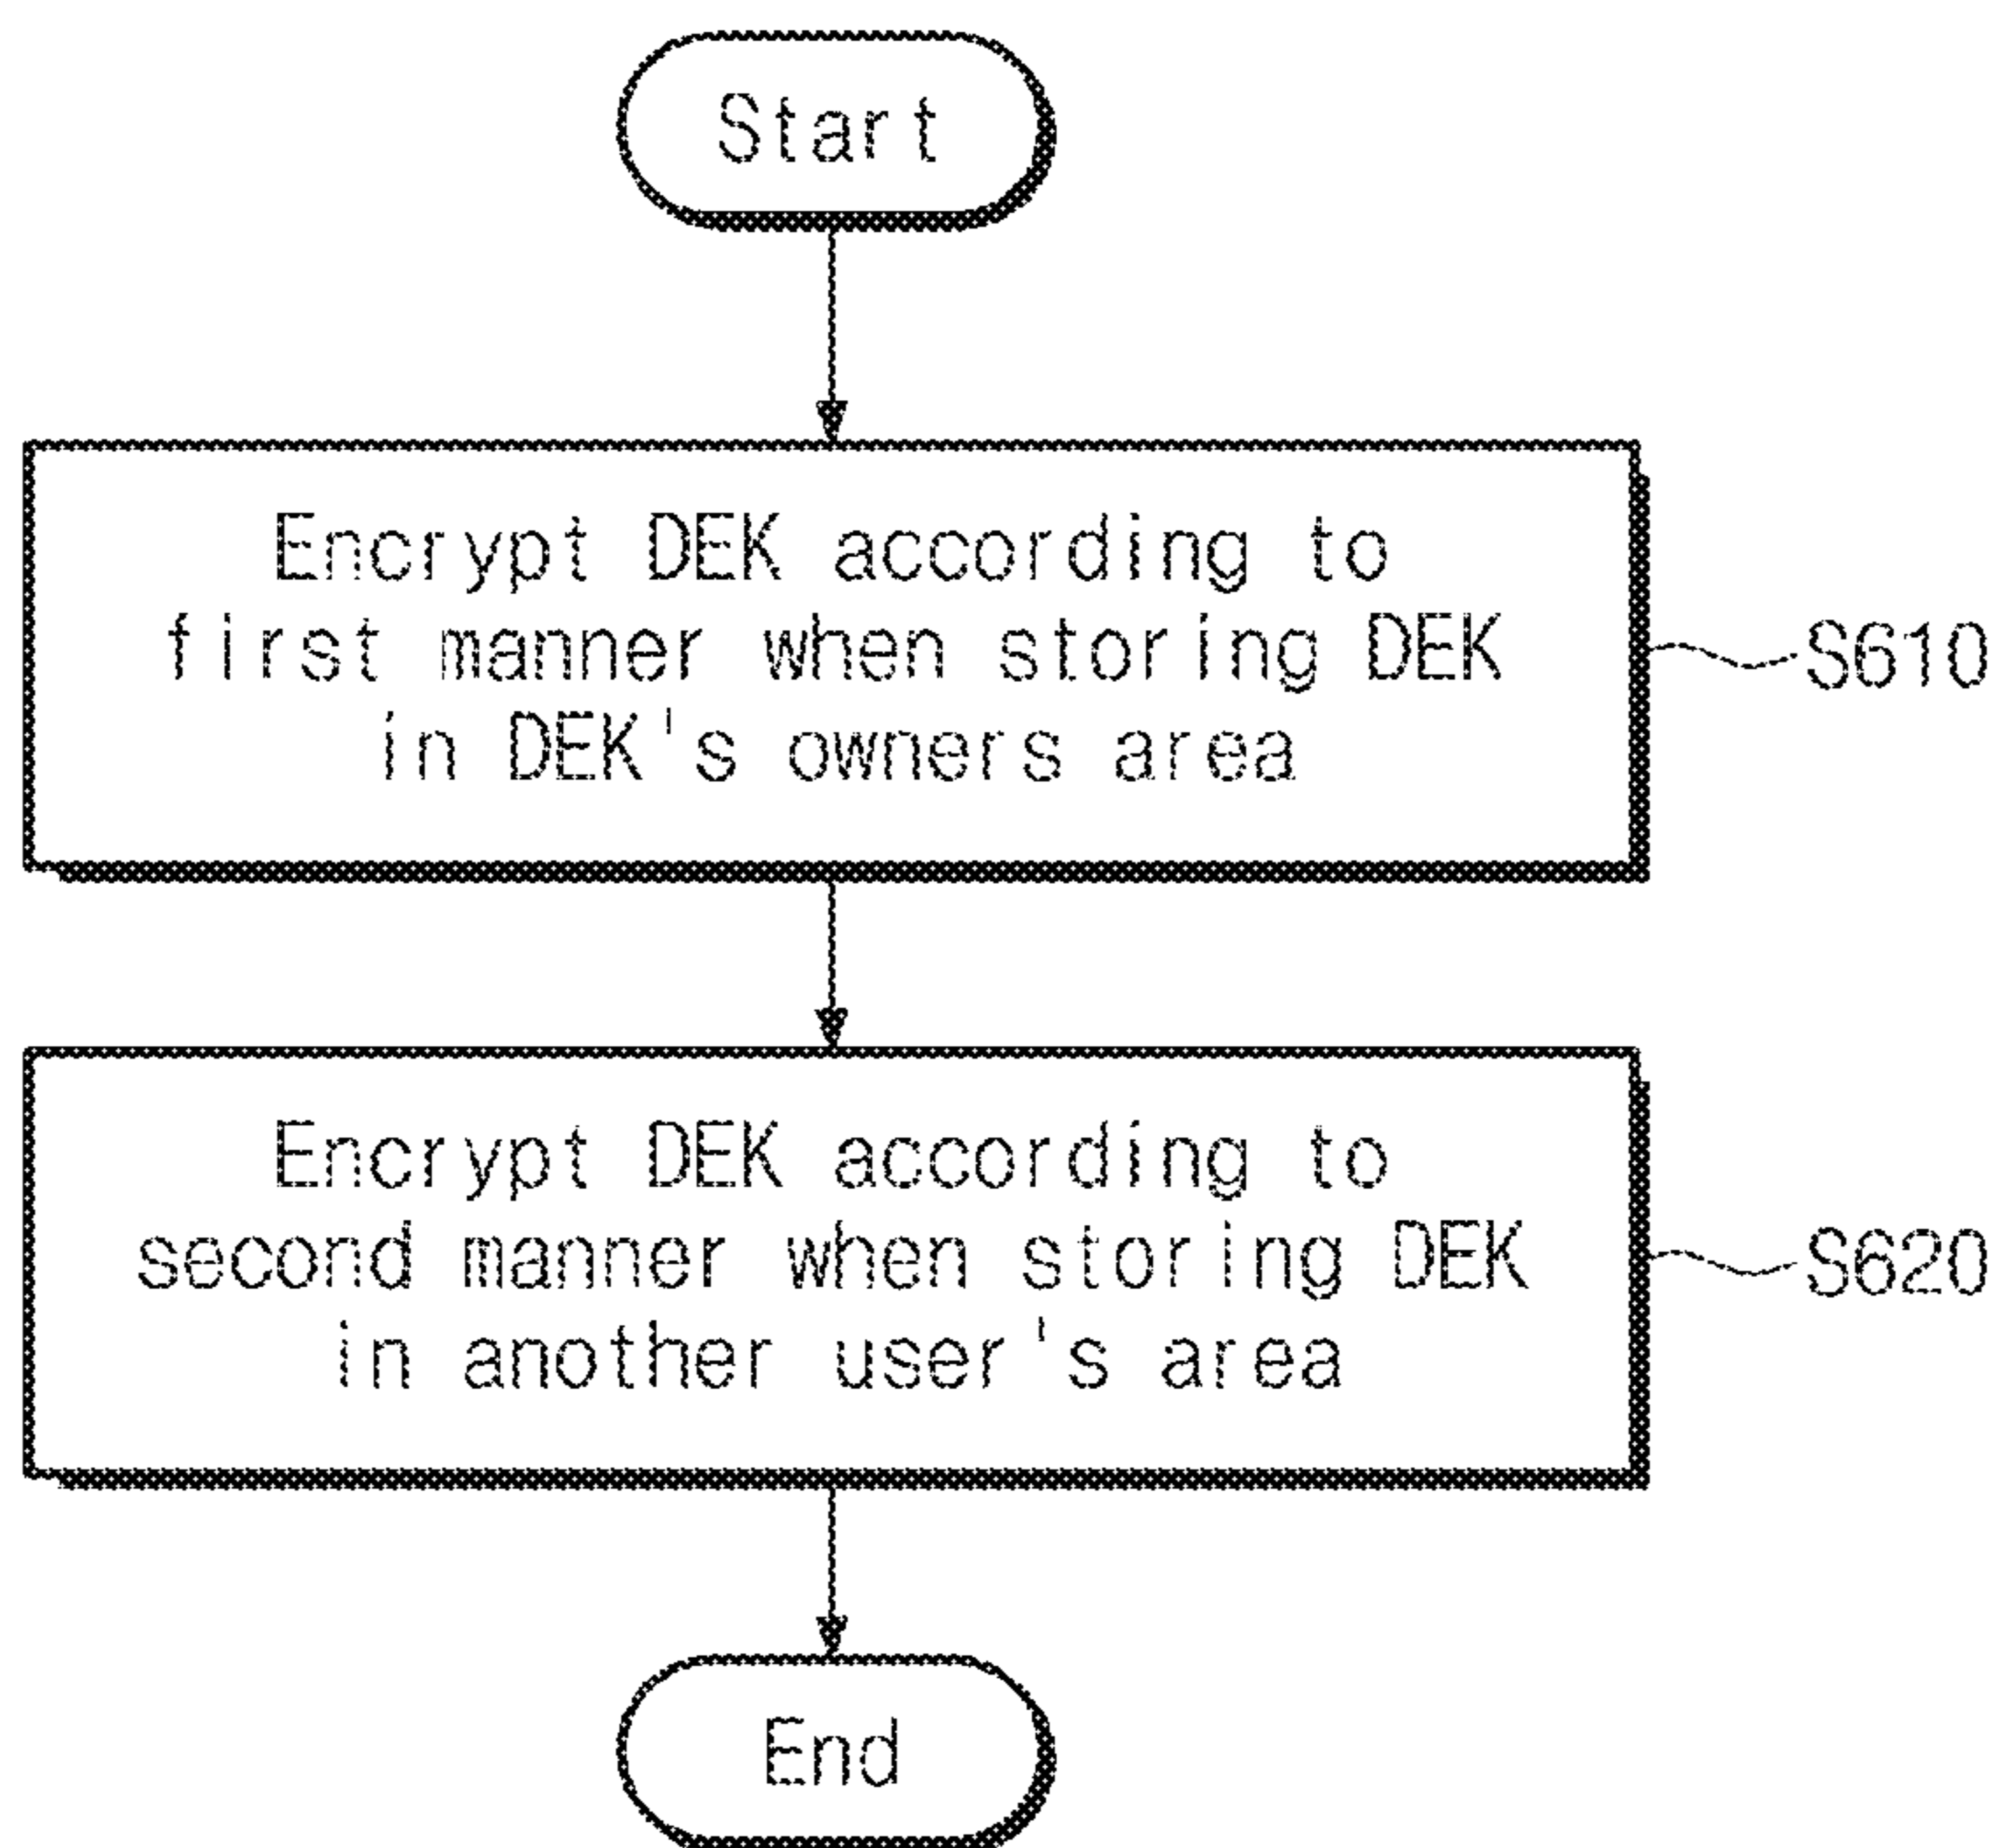 Start
Encrypt DEK according to
first manner when storing DEK
in DEK's owners area
S610
Encrypt DEK according to
second manner when storing DEK
in another user's area
S620
End